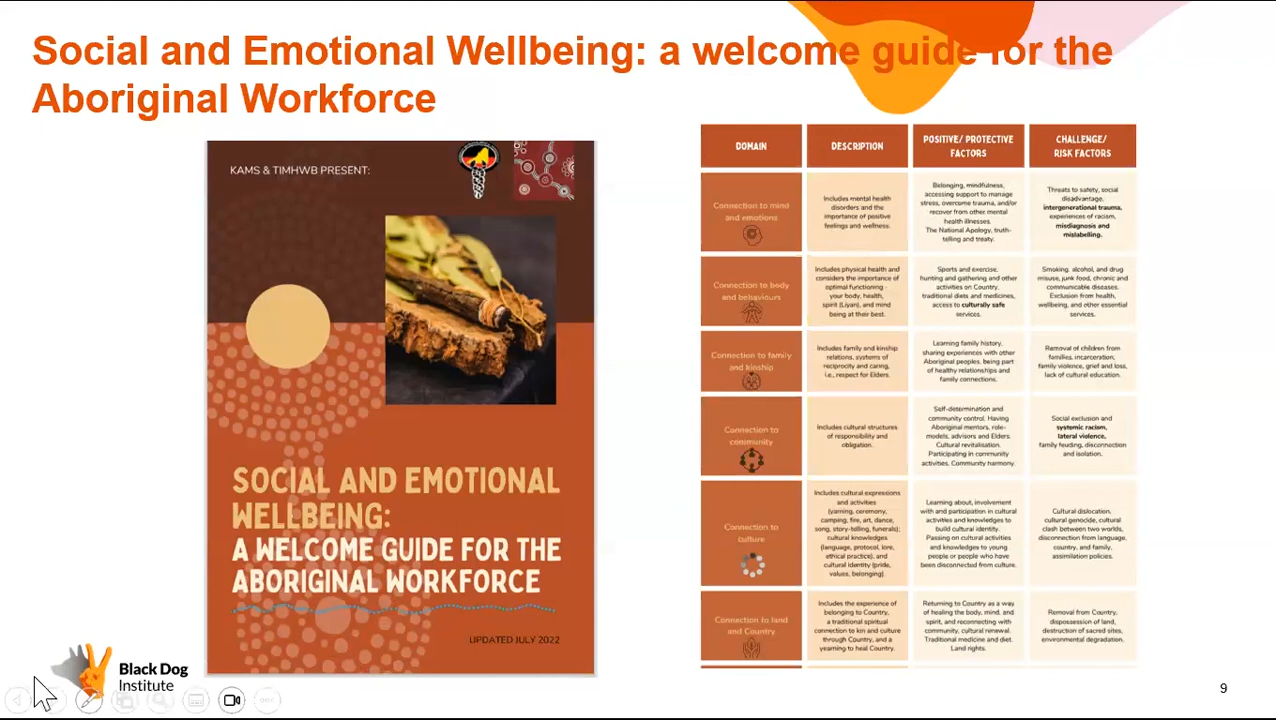 Social and Emotional Wellbeing: a welcome guide for the
Aboriginal Workforce
KAMS & TIMHWB PRESENT:
SOCIAL AND EMOTIONAL
WELLBEING:
A WELCOME GUIDE FOR THE
ABORIGINAL WORKFORCE
UPDATED JULY 2022
DOMAIN
DESCRIPTION
POSITIVE/ PROTECTIVE
FACTORS
CHALLENGE/
RISK FACTORS
Connection to mind
and emotions
Includes mental health
disorders and the
importance of positive
feelings and wellness.
Belonging, mindfulness,
accessing support to manage
stress, overcome trauma, and/or
recover from other mental
health illnesses.
The National Apology, truth-
telling and treaty.
Threats to safety, social
disadvantage,
intergenerational trauma,
experiences of racism,
misdiagnosis and
mislabelling.
Connection to body
and behaviours
Includes physical health and
considers the importance of
optimal functioning -
your body, health,
spirit (Liyan), and mind
being at their best.
Sports and exercise,
hunting and gathering and other
activities on Country,
traditional diets and medicines,
access to culturally safe
services.
Smoking, alcohol, and drug
misuse, junk food, chronic and
communicable diseases.
Exclusion from health,
wellbeing, and other essential
services.
Connection to family
and kinship
Includes family and kinship
relations, systems of
reciprocity and caring,
i.e., respect for Elders.
Learning family history,
sharing experiences with other
Aboriginal peoples, being part
of healthy relationships and
family connections.
Removal of children from
families, incarceration,
family violence, grief and loss,
lack of cultural education.
Connection to
community
Includes cultural structures
of responsibility and
obligation.
Self-determination and
community control. Having
Aboriginal mentors, role-
models, advisors and Elders.
Cultural revitalisation.
Participating in community
activities. Community harmony.
Social exclusion and
systemic racism,
lateral violence,
family feuding, disconnection
and isolation.
Connection to
culture
Includes cultural expressions
and activities
(yarning, ceremony,
camping, fire, art, dance,
song, story-telling, funerals);
cultural knowledges
(language, protocol, lore,
ethical practice), and
cultural identity (pride,
values, belonging).
Learning about, involvement
with and participation in cultural
activities and knowledges to
build cultural identity.
Passing on cultural activities
and knowledges to young
people or people who have
been disconnected from culture.
Cultural dislocation,
cultural genocide, cultural
clash between two worlds,
disconnection from language,
country, and family,
assimilation policies.
Connection to land
and Country
Includes the experience of
belonging to Country,
a traditional spiritual
connection to kin and culture
through Country, and a
yearning to heal Country.
Returning to Country as a way
of healing the body, mind, and
spirit, and reconnecting with
community, cultural renewal.
Traditional medicine and diet.
Land rights.
Removal from Country,
dispossession of land,
destruction of sacred sites,
environmental degradation.
Black Dog
Institute
9